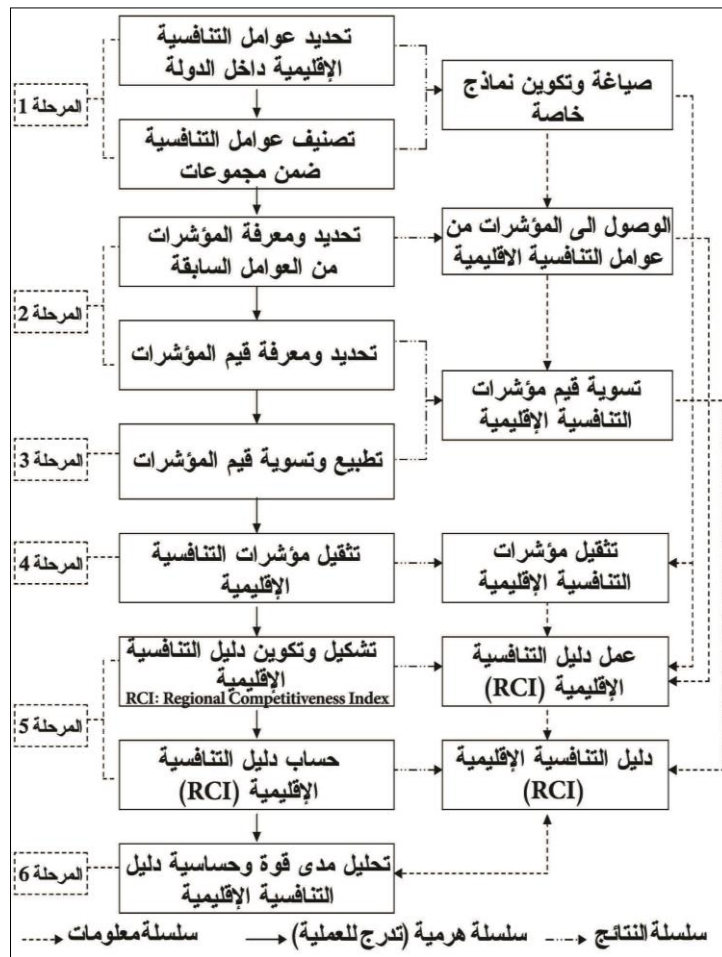 تحديد عوامل التنافسية
الإقليمية داخل الدولة
صياغة وتكوين نماذج
خاصة
المرحلة 1
تصنيف عوامل التنافسية
ضمن مجموعات
تحديد ومعرفة المؤشرات
من العوامل السابقة
الوصول الى المؤشرات من
عوامل التنافسية الاقليمية
المرحلة 2
تحديد ومعرفة قيم المؤشرات
تسوية قيم مؤشرات
التنافسية الإقليمية
المرحلة 3
تطبيع وتسوية قيم المؤشرات
المرحلة 4
تثقيل مؤشرات التنافسية
الإقليمية
تثقيل مؤشرات
التنافسية الإقليمية
تشكيل وتكوين دليل التنافسية
الإقليمية
RCI: Regional Competitiveness Index
عمل دليل التنافسية
الإقليمية (RCI)
المرحلة 5
حساب دليل التنافسية
الإقليمية (RCI)
دليل التنافسية الإقليمية
(RCI)
المرحلة 6
تحليل مدى قوة وحساسية دليل
التنافسية الإقليمية
سلسلة النتائج
سلسلة هرمية (تدرج للعملية)
سلسلة معلومات